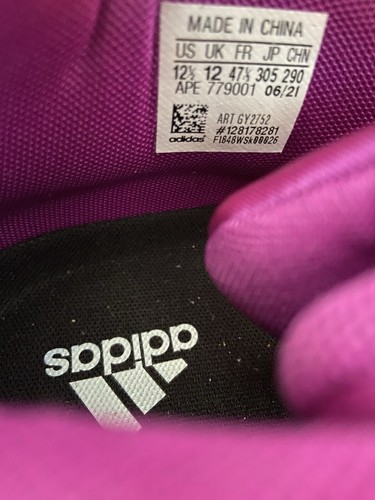 MADE IN CHINA
US UK FR JP CHN
12½ 12 47⅓ 305 290
APE 779001 06/21
ART GY2752
#128178281
adidas F1848WSk00026
adidas